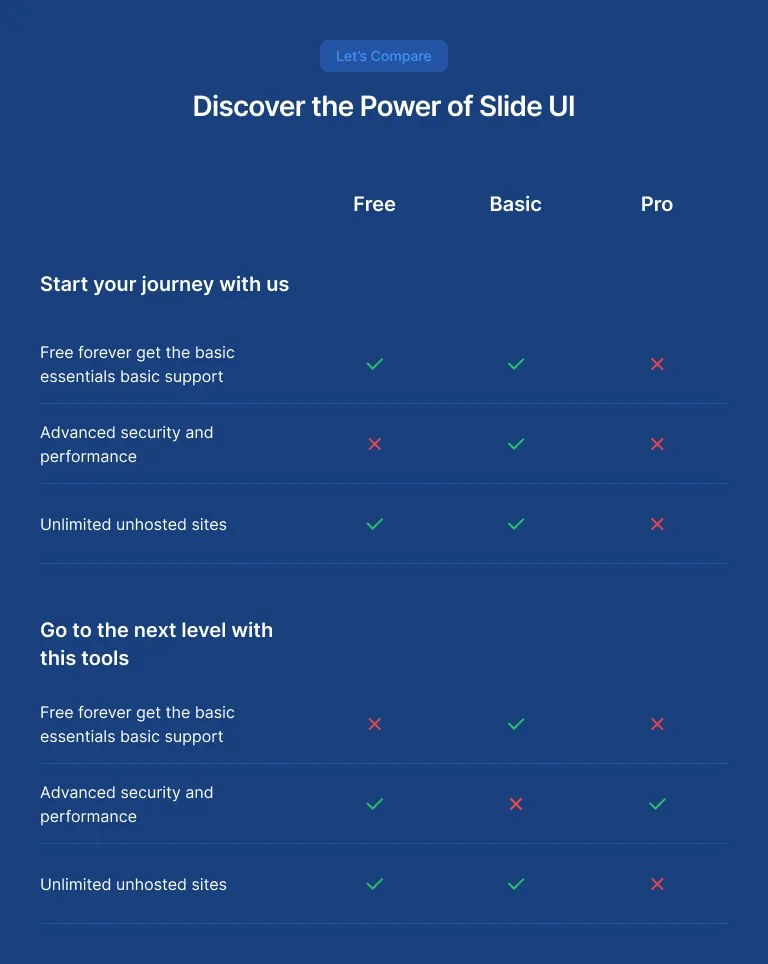 Let's Compare
Discover the Power of Slide UI
Free Basic Pro
Start your journey with us
Free forever get the basic
essentials basic support
Advanced security and
performance
Unlimited unhosted sites
Go to the next level with
this tools
Free forever get the basic
essentials basic support
Advanced security and
performance
Unlimited unhosted sites